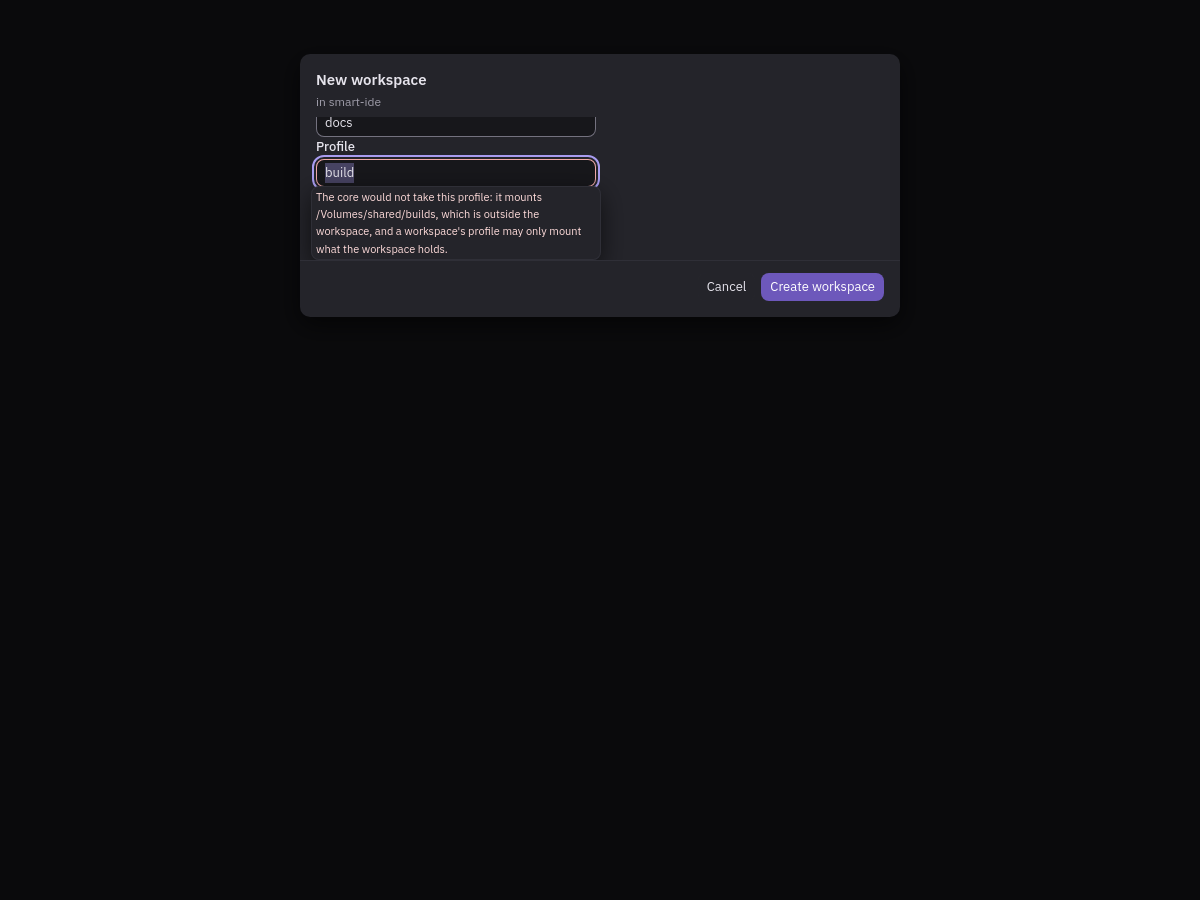 New workspace
in smart-ide
docs
Profile
build
The core would not take this profile: it mounts
/Volumes/shared/builds, which is outside the
workspace, and a workspace's profile may only mount
what the workspace holds.
Cancel
Create workspace